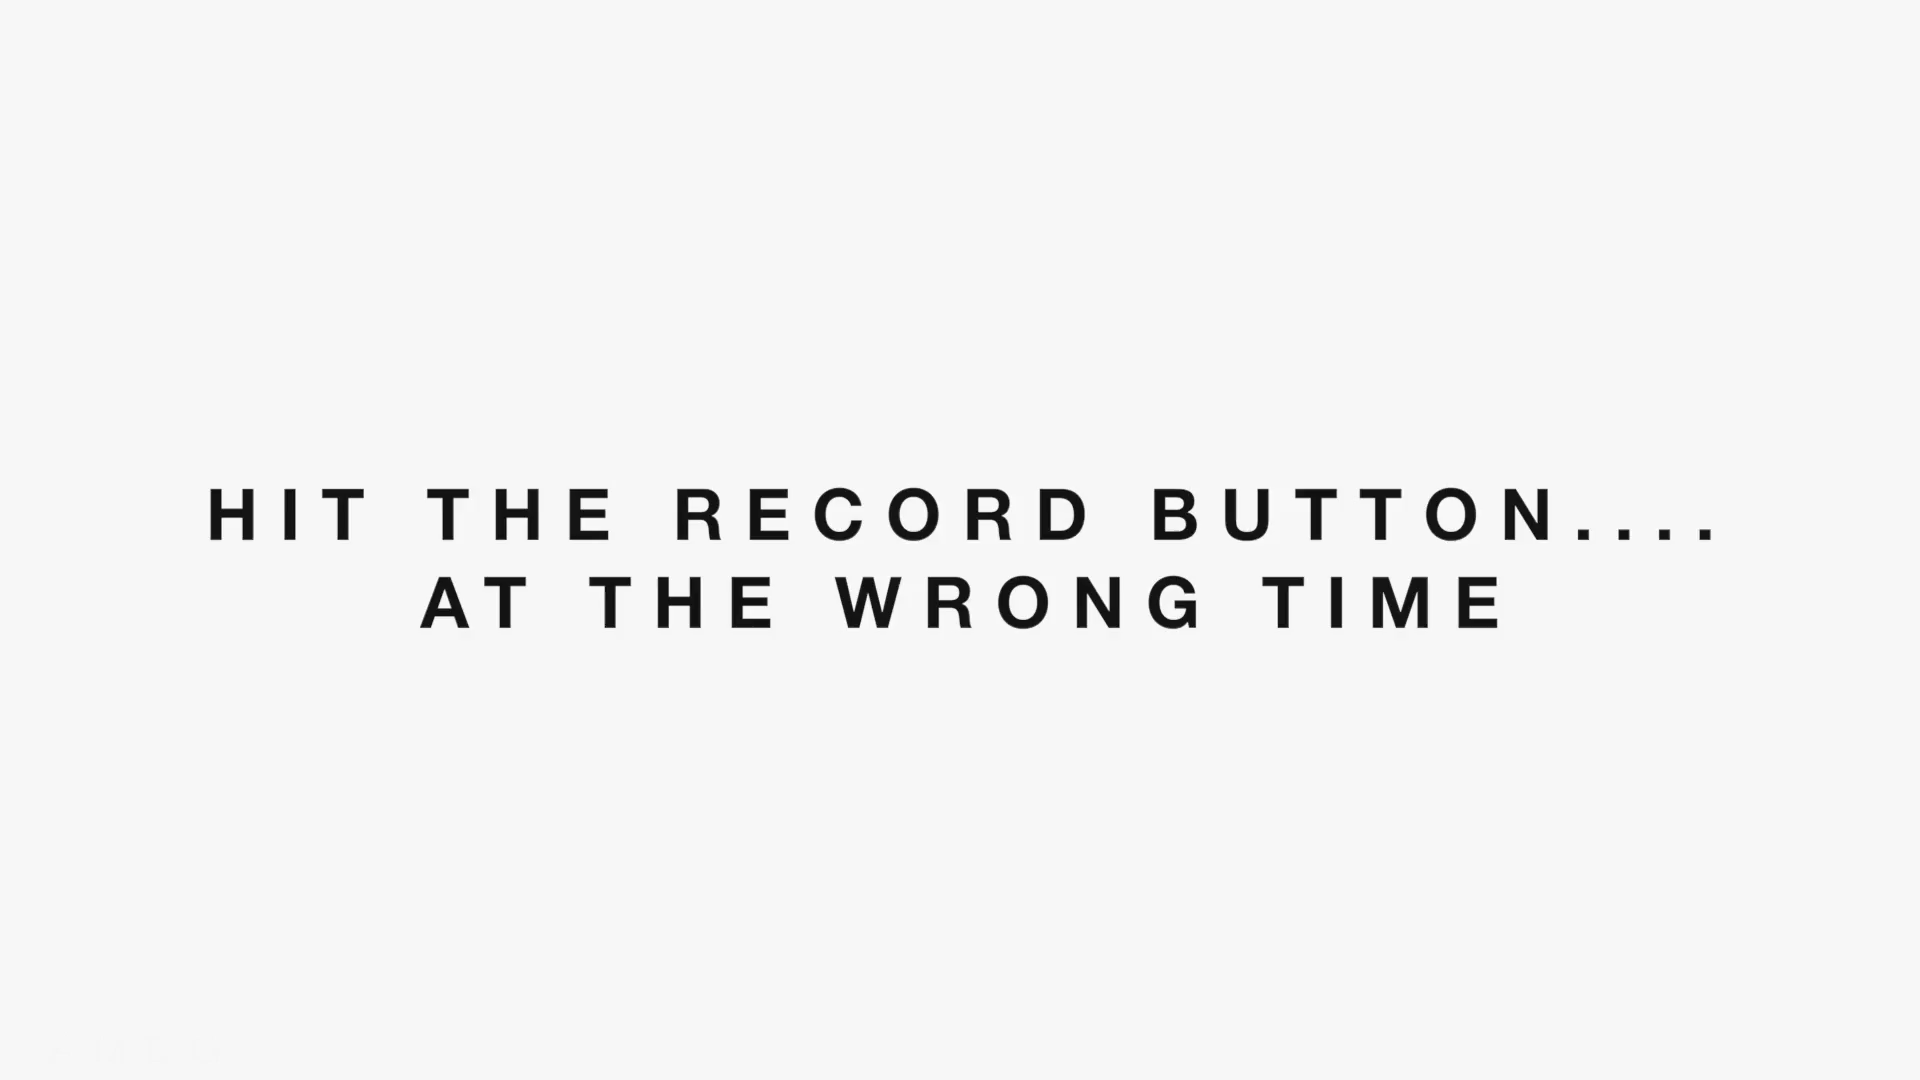 HIT THE RECORD BUTTON....
AT THE WRONG TIME